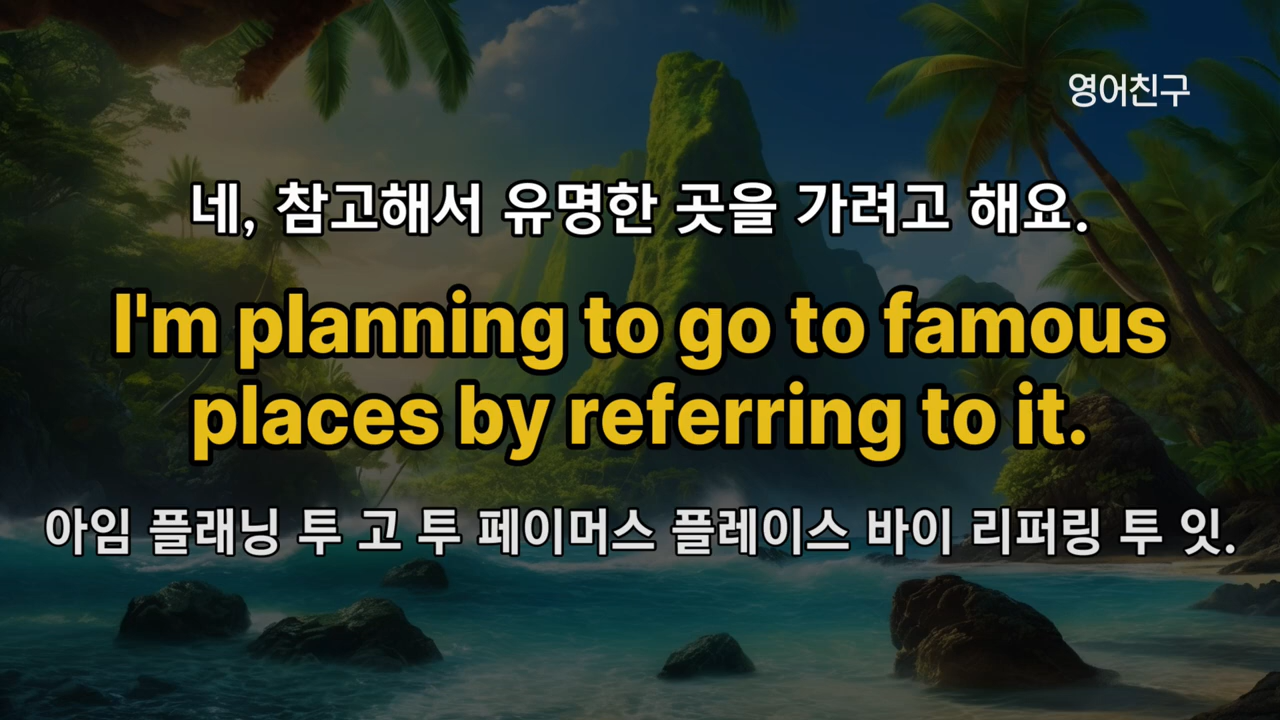 영어친구
네, 참고해서 유명한 곳을 가려고 해요.
I'm planning to go to famous
places by referring to it.
아임 플래닝 투 고 투 페이머스 플레이스 바이 리퍼링 투 잇.